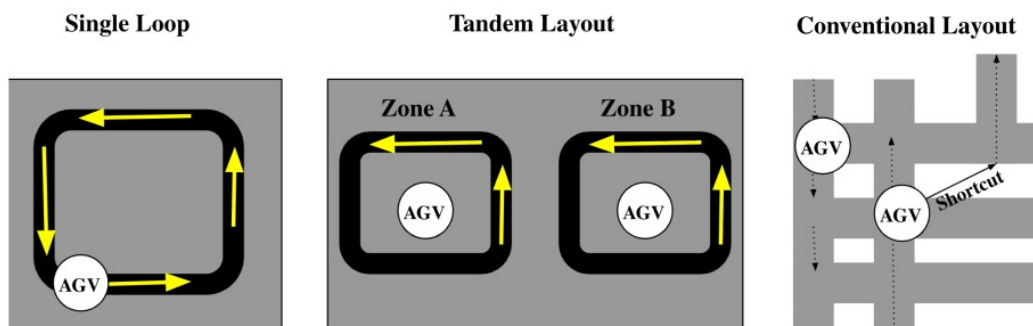 Single Loop
Tandem Layout
Conventional Layout
Zone A
Zone B
AGV
AGV
AGV
AGV
AGV
Shortcut